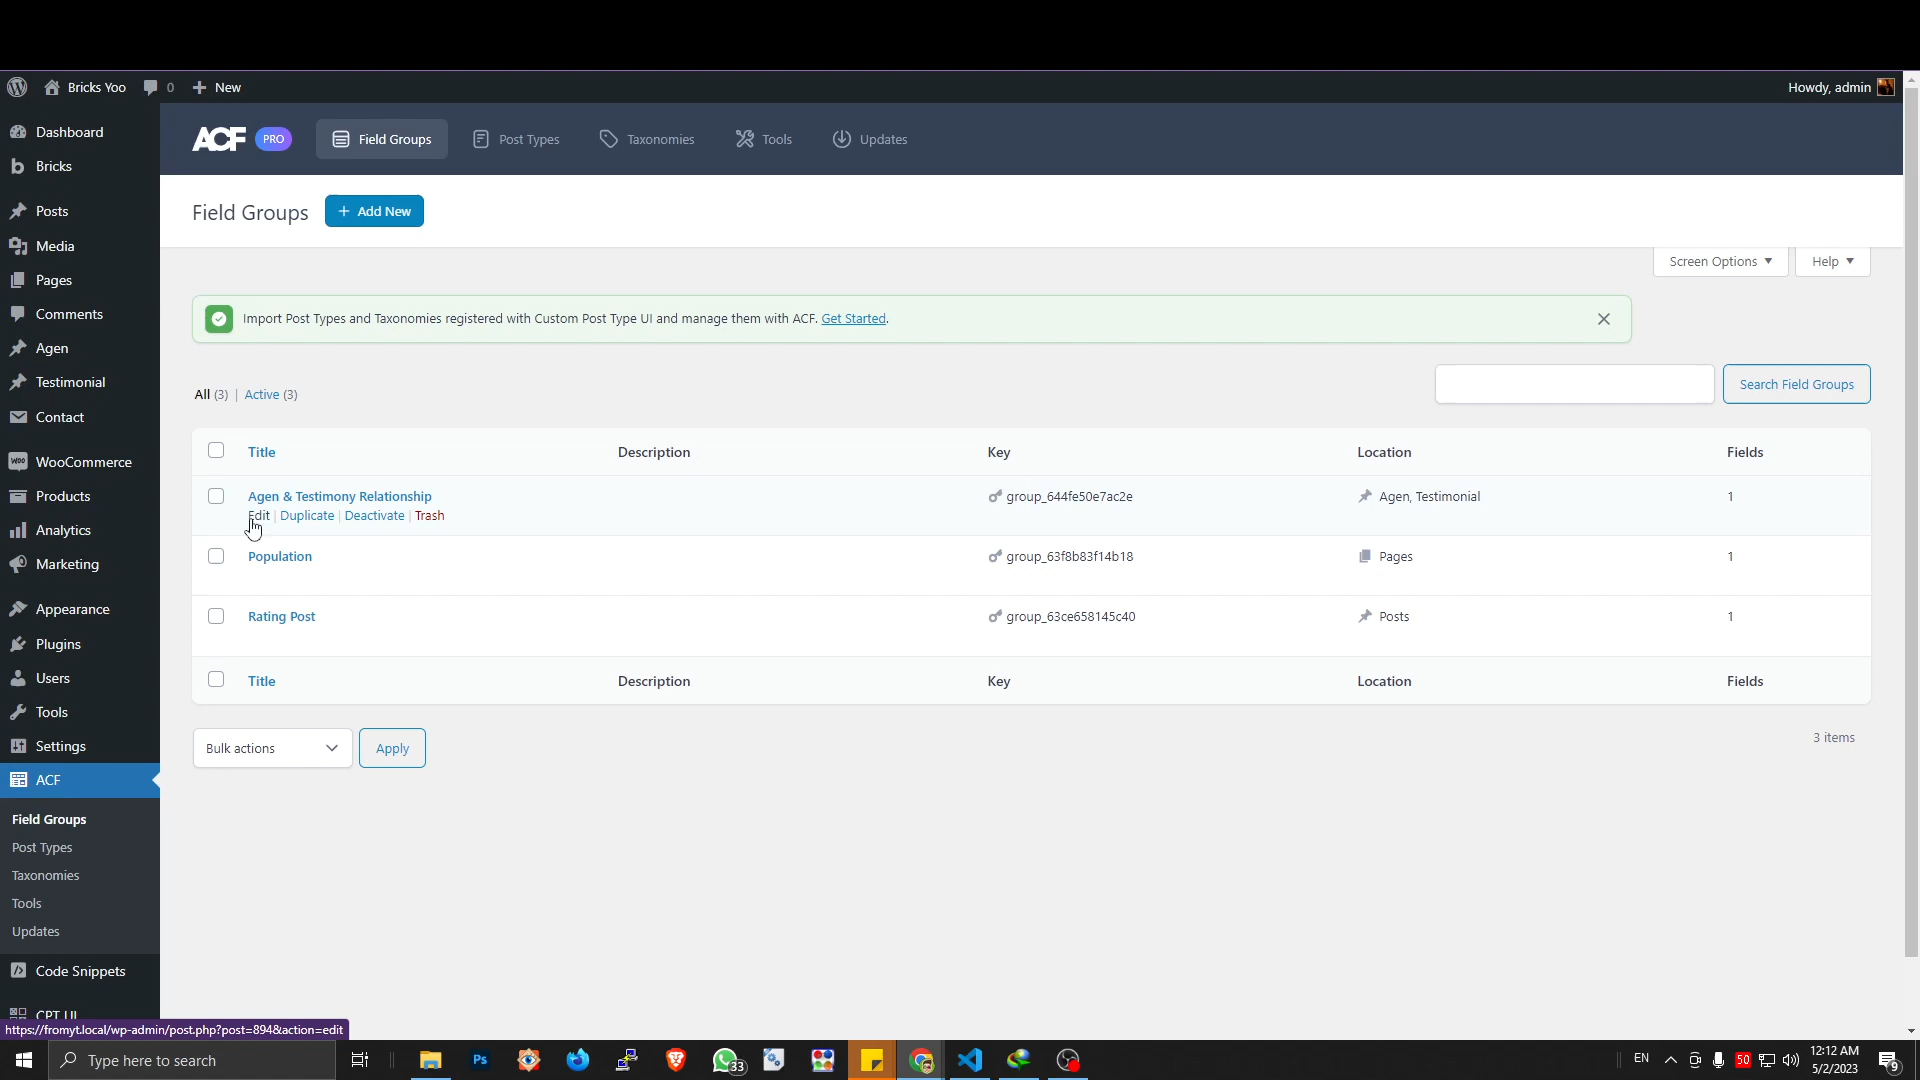 Bricks Yoo 0 New Howdy, admin
Dashboard
Bricks
Posts
Media
Pages
Comments
Agen
Testimonial
Contact
WooCommerce
Products
Analytics
Marketing
Appearance
Plugins
Users
Tools
Settings
ACF
Field Groups
Post Types
Taxonomies
Tools
Updates
Code Snippets
CPT UI
ACF PRO Field Groups Post Types Taxonomies Tools Updates
Field Groups Add New
Screen Options Help
Import Post Types and Taxonomies registered with Custom Post Type UI and manage them with ACF. Get Started.
All (3) | Active (3)
Search Field Groups
Title Description Key Location Fields
Agen & Testimony Relationship group_644fe50e7ac2e Agen, Testimonial 1
Edit | Duplicate | Deactivate | Trash
Population group_63f8b83f14b18 Pages 1
Rating Post group_63ce658145c40 Posts 1
Title Description Key Location Fields
Bulk actions Apply 3 items
https://fromyt.local/wp-admin/post.php?post=894&action=edit
Type here to search Ps 33 EN 50 12:12 AM
5/2/2023 9